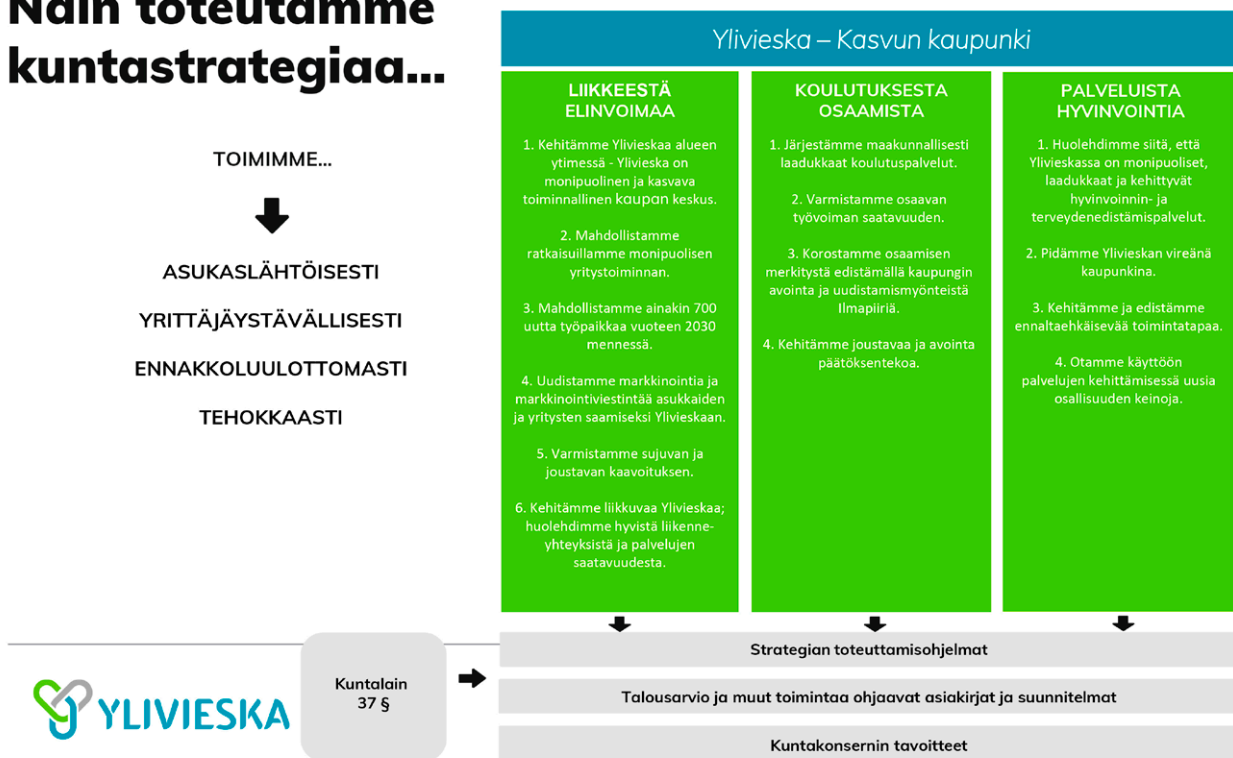 Näin toteutamme
kuntastrategiaa...
TOIMIMME...
ASUKASLÄHTÖISESTI
YRITTÄJÄYSTÄVÄLLISESTI
ENNAKKOLUULOTTOMASTI
TEHOKKAASTI
Ylivieska – Kasvun kaupunki
LIIKKEESTÄ
ELINVOIMAA
1. Kehitämme Ylivieskaa alueen
ytimessä - Ylivieska on
monipuolinen ja kasvava
toiminnallinen kaupan keskus.
2. Mahdollistamme
ratkaisuillamme monipuolisen
yritystoiminnan.
3. Mahdollistamme ainakin 700
uutta työpaikkaa vuoteen 2030
mennessä.
4. Uudistamme markkinointia ja
markkinointiviestintää asukkaiden
ja yritysten saamiseksi Ylivieskaan.
5. Varmistamme sujuvan ja
joustavan kaavoituksen.
6. Kehitämme liikkuvaa Ylivieskaa;
huolehdimme hyvistä liikenne-
yhteyksistä ja palvelujen
saatavuudesta.
KOULUTUKSESTA
OSAAMISTA
1. Järjestämme maakunnallisesti
laadukkaat koulutuspalvelut.
2. Varmistamme osaavan
työvoiman saatavuuden.
3. Korostamme osaamisen
merkitystä edistämällä kaupungin
avointa ja uudistamismyönteistä
Ilmapiiriä.
4. Kehitämme joustavaa ja avointa
päätöksentekoa.
PALVELUISTA
HYVINVOINTIA
1. Huolehdimme siitä, että
Ylivieskassa on monipuoliset,
laadukkaat ja kehittyvät
hyvinvoinnin- ja
terveydenedistämispalvelut.
2. Pidämme Ylivieskan vireänä
kaupunkina.
3. Kehitämme ja edistämme
ennaltaehkäisevää toimintatapaa.
4. Otamme käyttöön
palvelujen kehittämisessä uusia
osallisuuden keinoja.
YLIVIESKA
Kuntalain
37 §
Strategian toteuttamisohjelmat
Talousarvio ja muut toimintaa ohjaavat asiakirjat ja suunnitelmat
Kuntakonsernin tavoitteet